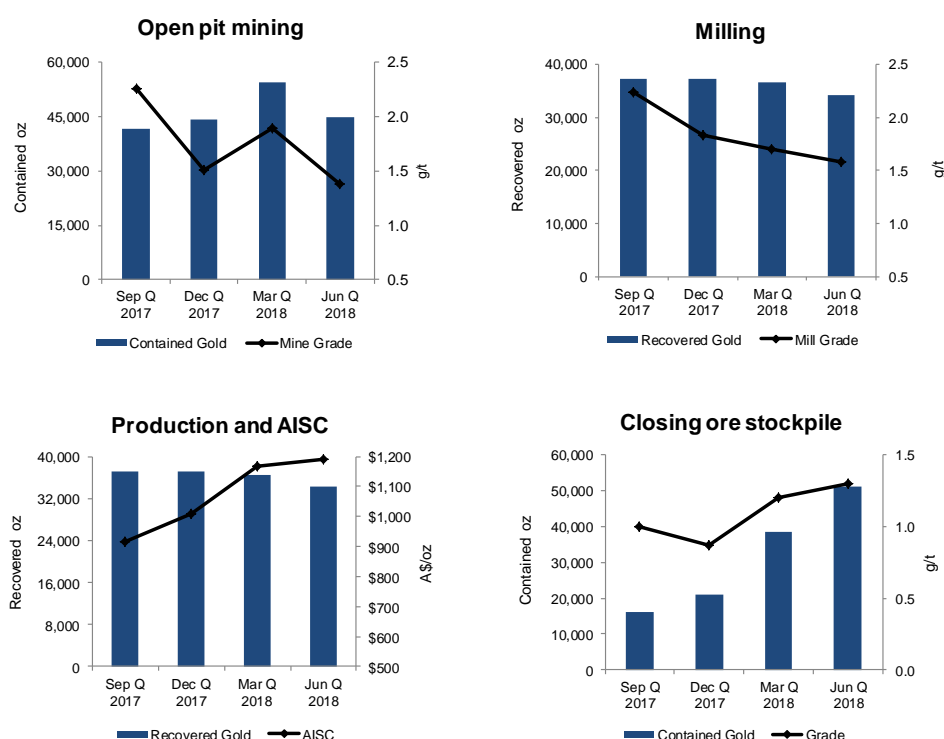 Open pit mining
60,000
45,000
30,000
15,000
0
Contained oz
2.5
2.0
1.5
1.0
0.5
g/t
Sep Q
2017
Dec Q
2017
Mar Q
2018
Jun Q
2018
Contained Gold
Mine Grade
Milling
40,000
30,000
20,000
10,000
0
Recovered oz
2.5
2.0
1.5
1.0
0.5
g/t
Sep Q
2017
Dec Q
2017
Mar Q
2018
Jun Q
2018
Recovered Gold
Mill Grade
Production and AISC
40,000
32,000
24,000
16,000
8,000
0
Recovered oz
$1,200
$1,100
$1,000
$900
$800
$700
$600
$500
A$/oz
Sep Q
2017
Dec Q
2017
Mar Q
2018
Jun Q
2018
Recovered Gold
AISC
Closing ore stockpile
60,000
50,000
40,000
30,000
20,000
10,000
0
Contained oz
1.5
1.0
0.5
0.0
g/t
Sep Q
2017
Dec Q
2017
Mar Q
2018
Jun Q
2018
Contained Gold
Grade